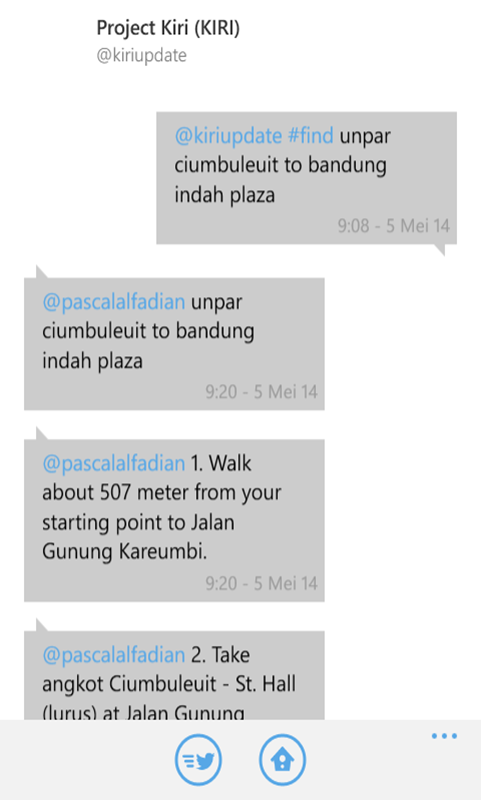 Project Kiri (KIRI)
@kiriupdate
@kiriupdate #find unpar
ciumbuleuit to bandung
indah plaza
9:08 - 5 Mei 14
@pascalalfadian unpar
ciumbuleuit to bandung
indah plaza
9:20 - 5 Mei 14
@pascalalfadian 1. Walk
about 507 meter from your
starting point to Jalan
Gunung Kareumbi.
9:20 - 5 Mei 14
@pascalalfadian 2. Take
angkot Ciumbuleuit - St. Hall
(lurus) at Jalan Gunung